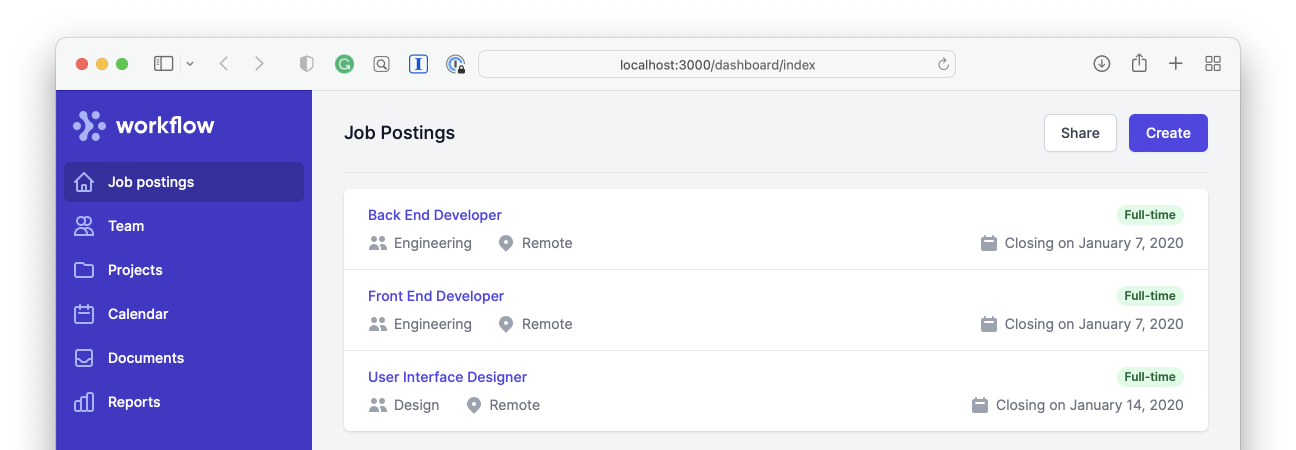 localhost:3000/dashboard/index
workflow
Job postings
Team
Projects
Calendar
Documents
Reports
Job Postings
Share
Create
Back End Developer
Full-time
Engineering
Remote
Closing on January 7, 2020
Front End Developer
Full-time
Engineering
Remote
Closing on January 7, 2020
User Interface Designer
Full-time
Design
Remote
Closing on January 14, 2020